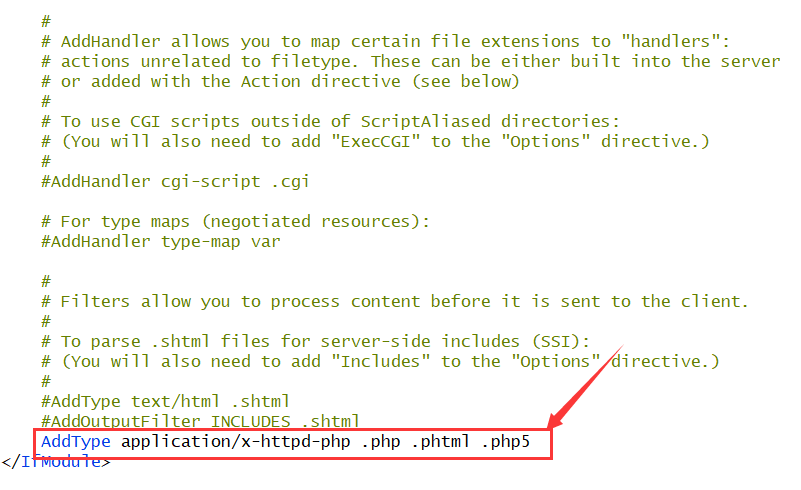 #
# AddHandler allows you to map certain file extensions to "handlers":
# actions unrelated to filetype. These can be either built into the server
# or added with the Action directive (see below)
#
# To use CGI scripts outside of ScriptAliased directories:
# (You will also need to add "ExecCGI" to the "Options" directive.)
#
#AddHandler cgi-script .cgi
# For type maps (negotiated resources):
#AddHandler type-map var
#
# Filters allow you to process content before it is sent to the client.
#
# To parse .shtml files for server-side includes (SSI):
# (You will also need to add "Includes" to the "Options" directive.)
#
#AddType text/html .shtml
#AddOutputFilter INCLUDES .shtml
AddType application/x-httpd-php .php .phtml .php5
</IfModule>